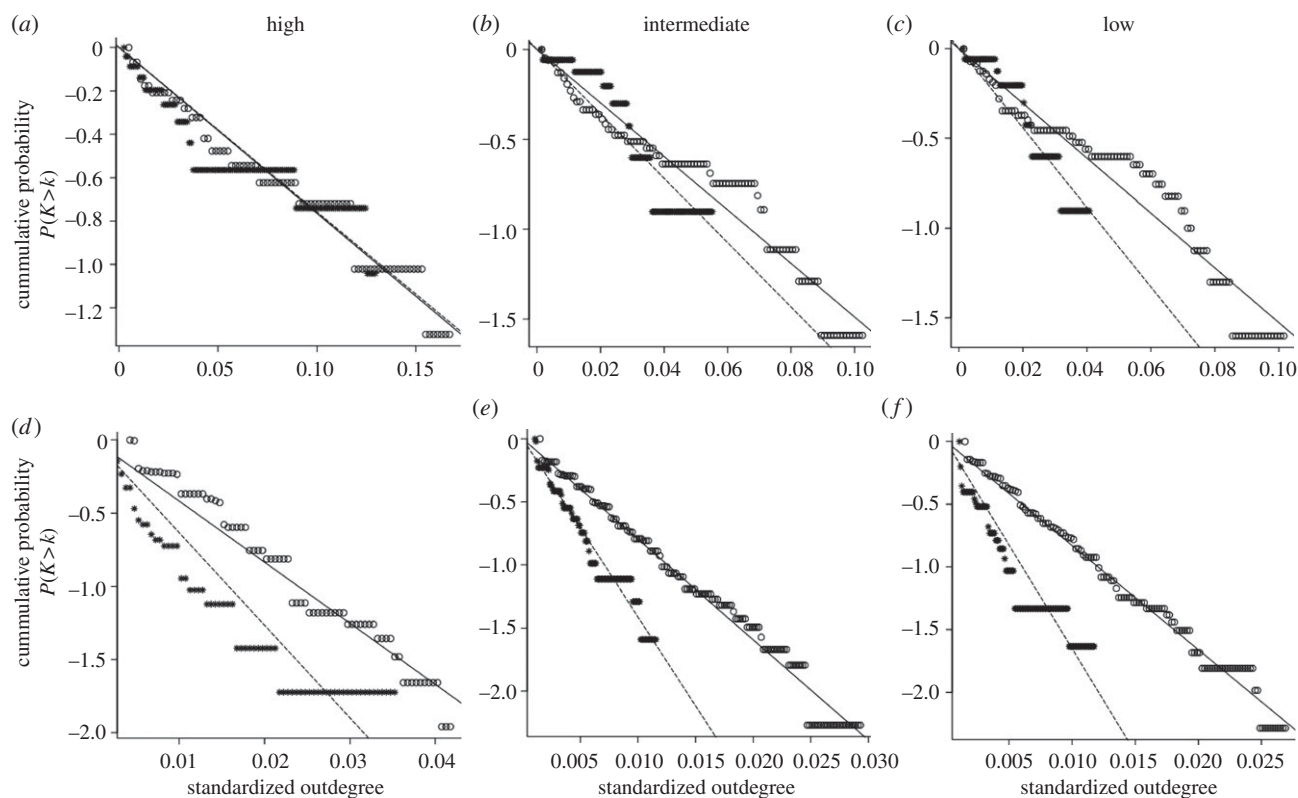 (a) high (b) intermediate (c) low
cummulative probability
P(K>k)
0
–0.2
–0.4
–0.6
–0.8
–1.0
–1.2
0 0.05 0.10 0.15
0
–0.5
–1.0
–1.5
0 0.02 0.04 0.06 0.08 0.10
0
–0.5
–1.0
–1.5
0 0.02 0.04 0.06 0.08 0.10
(d) (e) (f)
cummulative probability
P(K>k)
0
–0.5
–1.0
–1.5
–2.0
0.01 0.02 0.03 0.04
standardized outdegree
0
–0.5
–1.0
–1.5
–2.0
0.005 0.010 0.015 0.020 0.025 0.030
standardized outdegree
0
–0.5
–1.0
–1.5
–2.0
0.005 0.010 0.015 0.020 0.025
standardized outdegree